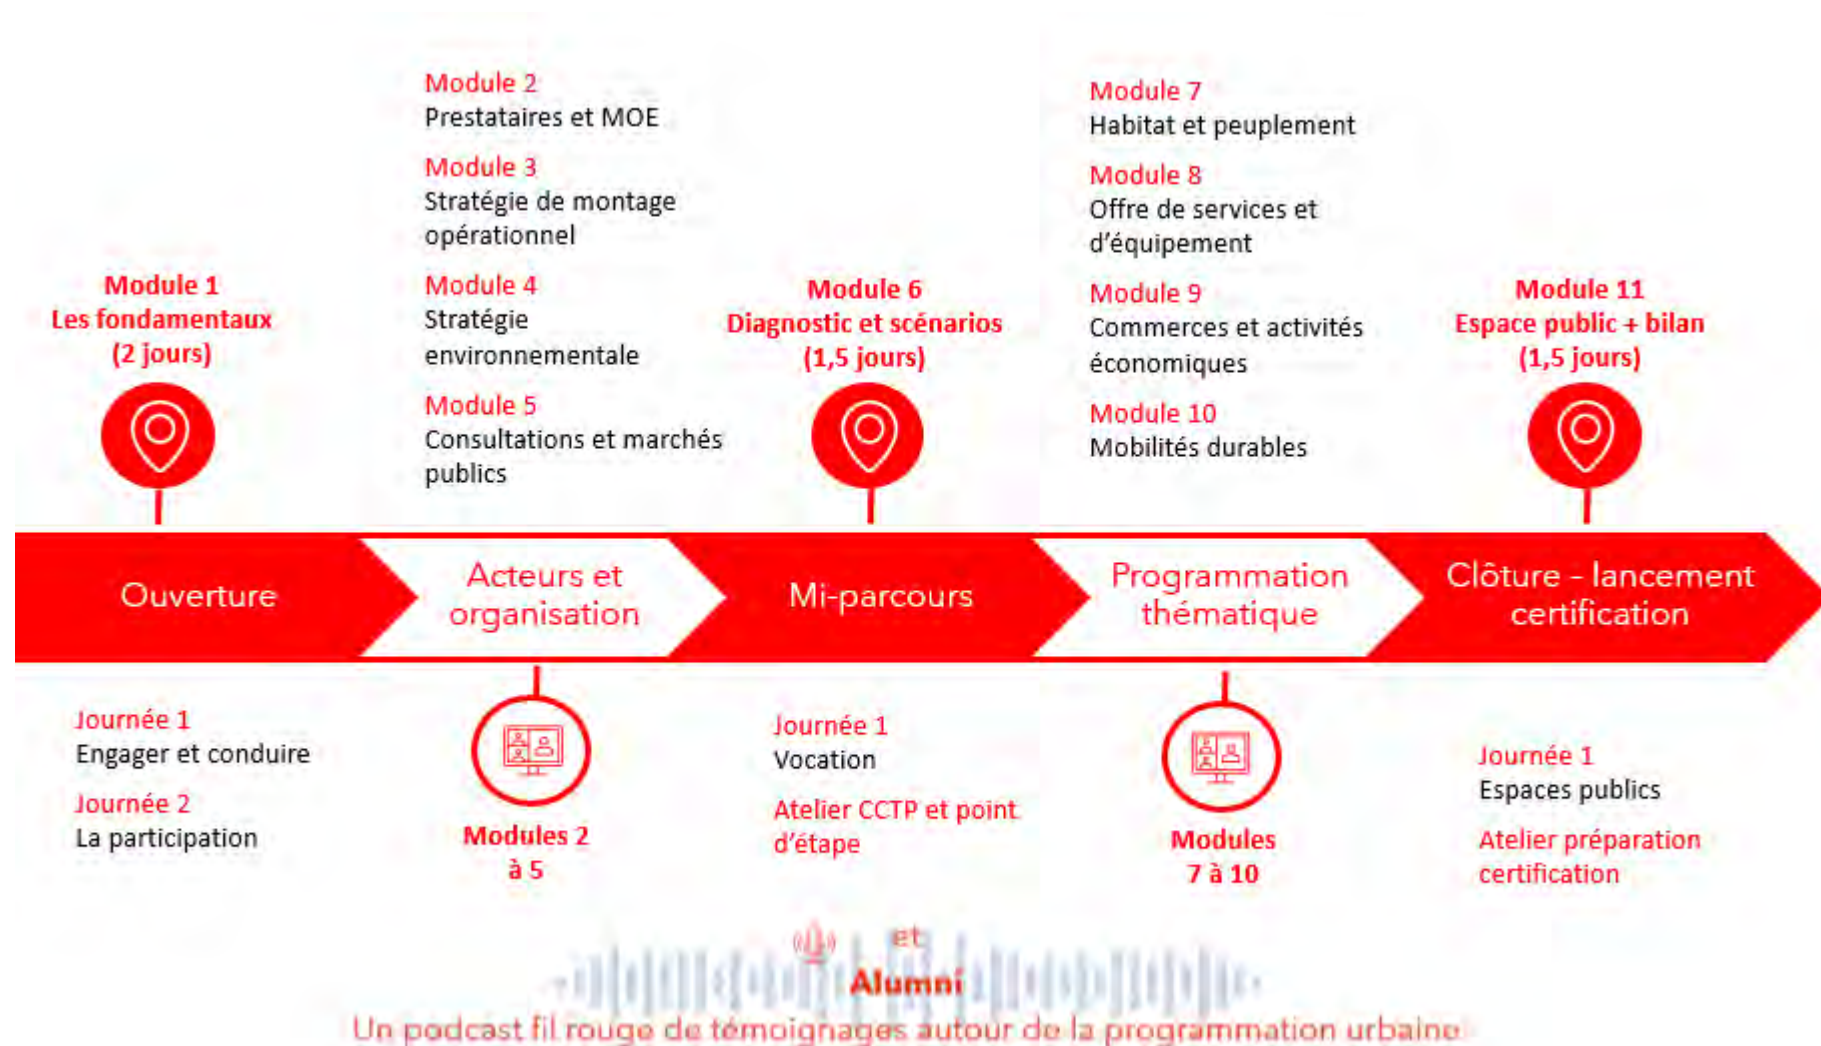 Module 1
Les fondamentaux
(2 jours)
Module 2
Prestataires et MOE
Module 3
Stratégie de montage
opérationnel
Module 4
Stratégie
environnementale
Module 5
Consultations et marchés
publics
Module 6
Diagnostic et scénarios
(1,5 jours)
Module 7
Habitat et peuplement
Module 8
Offre de services et
d’équipement
Module 9
Commerces et activités
économiques
Module 10
Mobilités durables
Module 11
Espace public + bilan
(1,5 jours)
Ouverture
Acteurs et
organisation
Mi-parcours
Programmation
thématique
Clôture - lancement
certification
Journée 1
Engager et conduire
Journée 2
La participation
Modules 2
à 5
Journée 1
Vocation
Atelier CCTP et point
d’étape
Modules
7 à 10
Journée 1
Espaces publics
Atelier préparation
certification
et
Alumni
Un podcast fil rouge de témoignages autour de la programmation urbaine